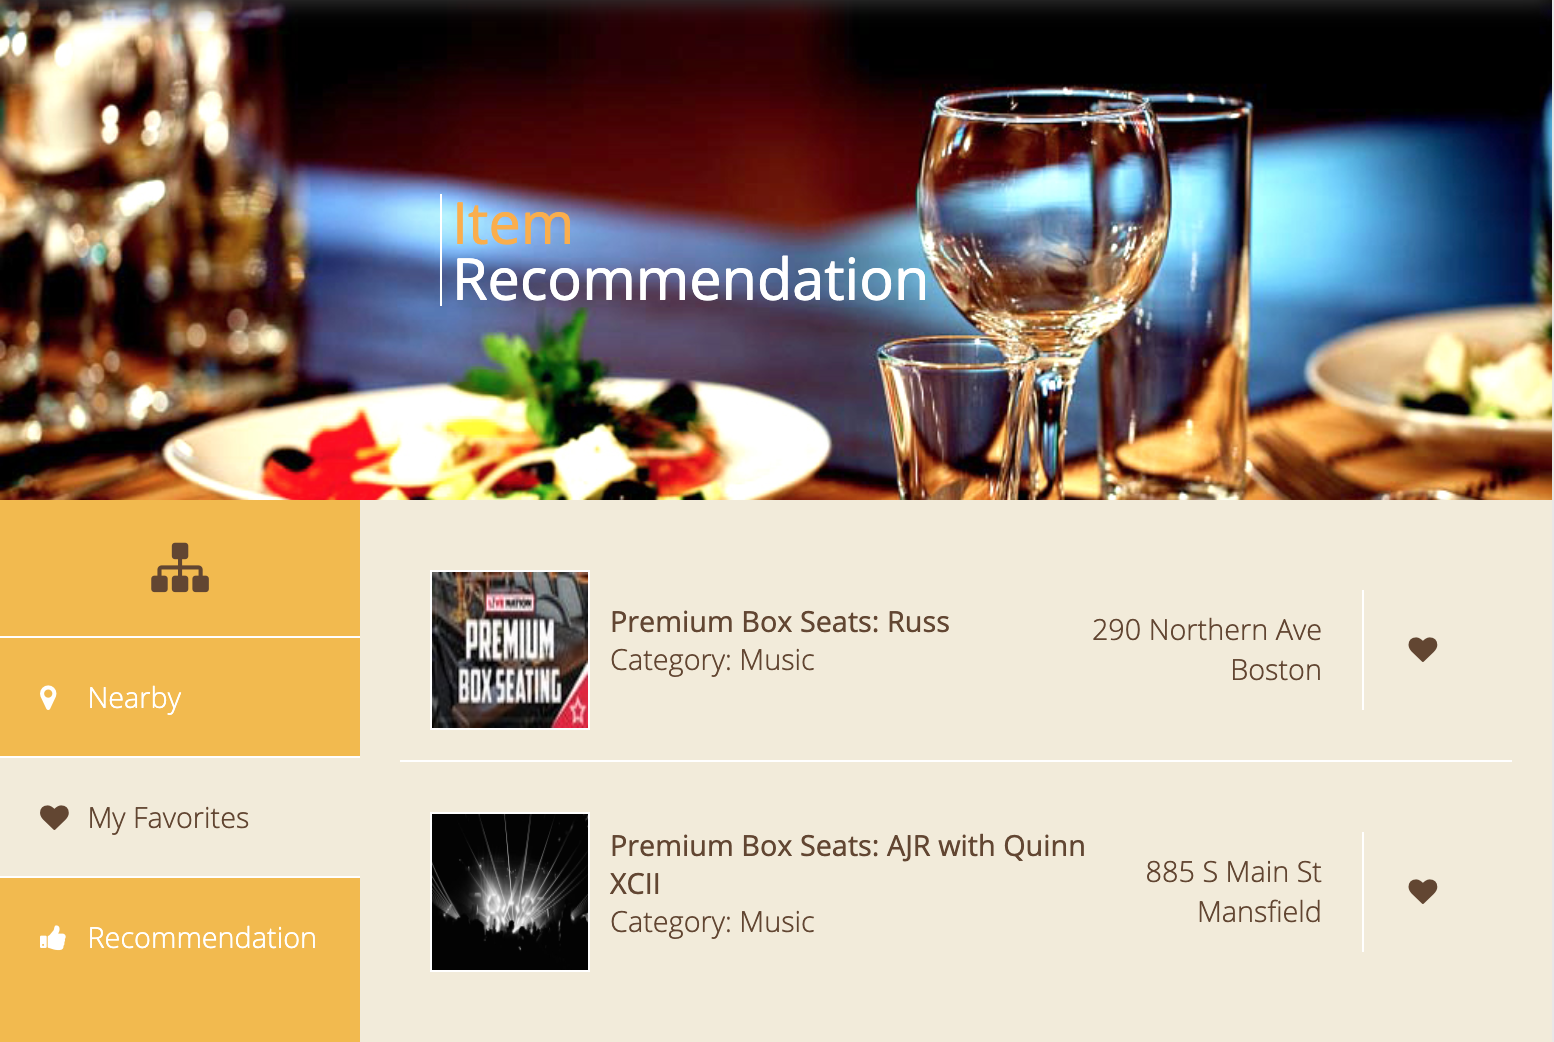 Item
Recommendation
Nearby
My Favorites
Recommendation
LIVE NATION
PREMIUM
BOX SEATING
Premium Box Seats: Russ
Category: Music
290 Northern Ave
Boston
Premium Box Seats: AJR with Quinn
XCII
Category: Music
885 S Main St
Mansfield